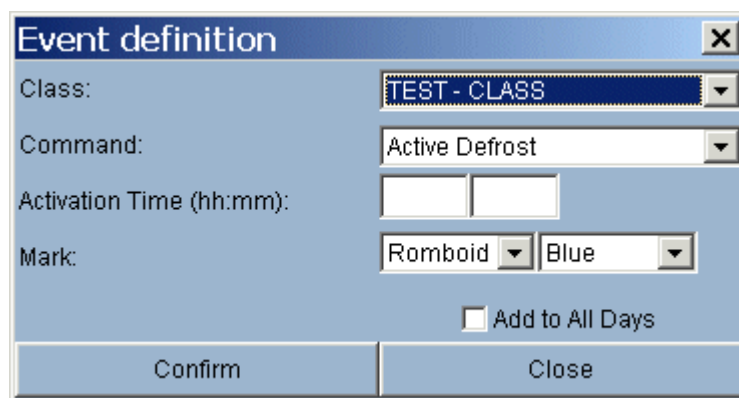 Event definition
Class: TEST - CLASS
Command: Active Defrost
Activation Time (hh:mm):
Mark: Romboid Blue
Add to All Days
Confirm Close